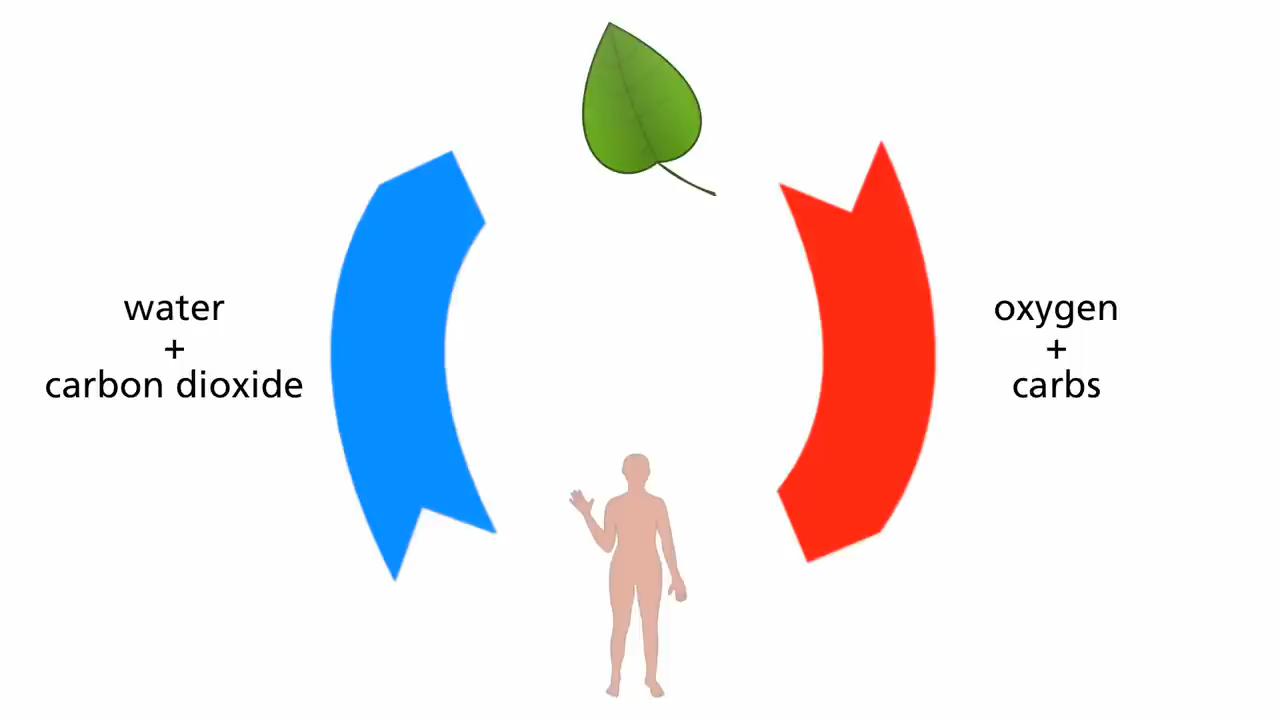 water
+
carbon dioxide
oxygen
+
carbs